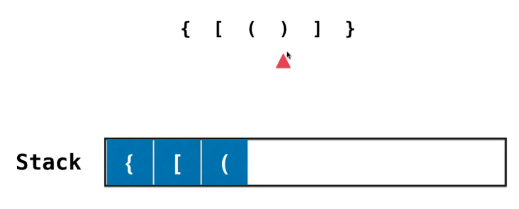 { [ ( ) ] }
Stack { [ (